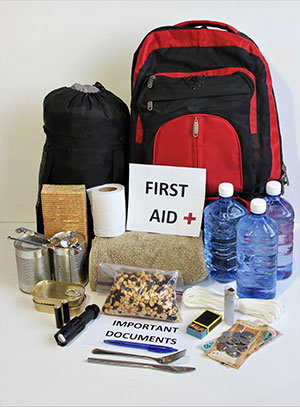 FIRST
AID +
IMPORTANT
DOCUMENTS